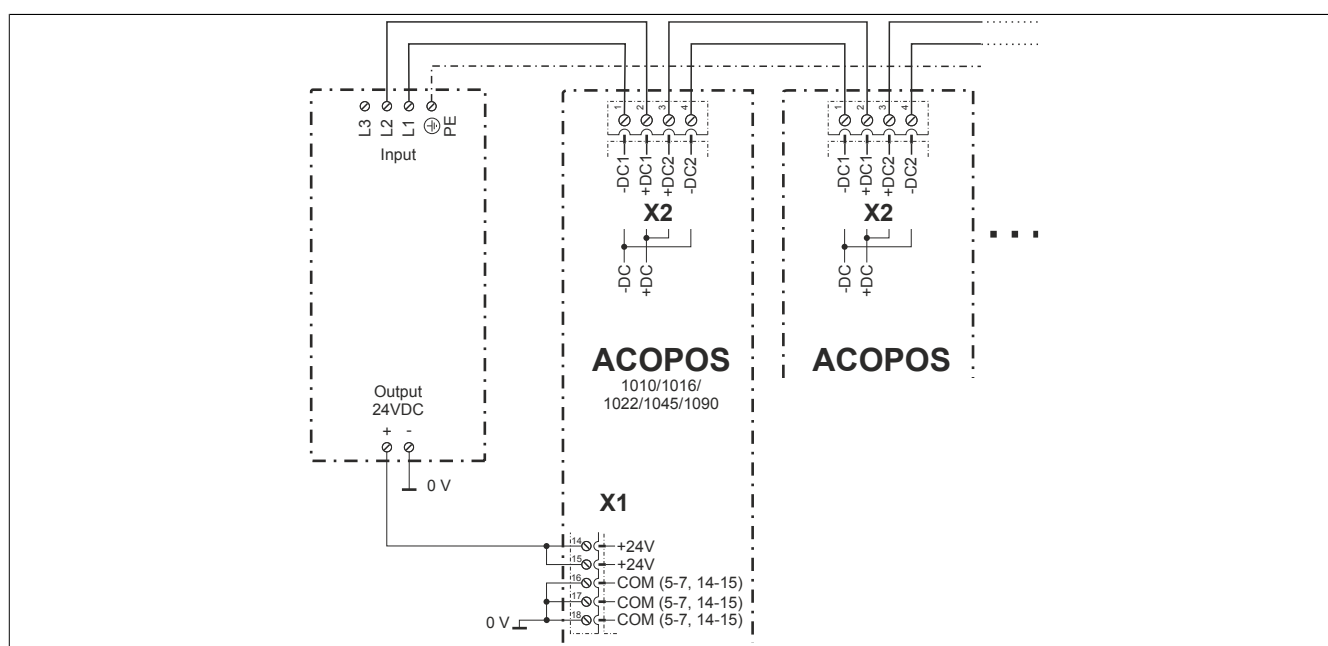 1 2 3 4
1 2 3 4
L3 L2 L1 PE
Input
-DC1 +DC1 +DC2 -DC2
-DC1 +DC1 +DC2 -DC2
X2
X2
-DC +DC
-DC +DC
ACOPOS
1010/1016/
1022/1045/1090
ACOPOS
Output
24VDC
+ -
0 V
X1
14 +24V
15 +24V
16 COM (5-7, 14-15)
17 COM (5-7, 14-15)
18 COM (5-7, 14-15)
0 V